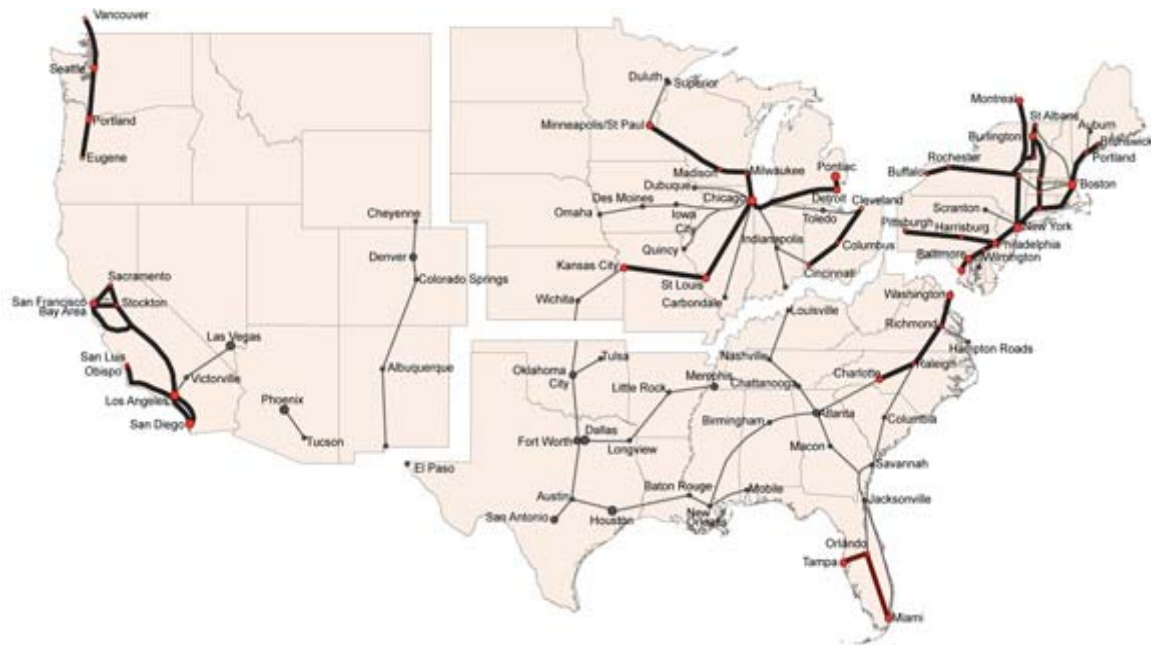 Vancouver
Seattle
Portland
Eugene
Sacramento
San Francisco
Bay Area
Stockton
San Luis
Obispo
Las Vegas
Victorville
Los Angeles
San Diego
Phoenix
Tucson
Cheyenne
Denver
Colorado Springs
Albuquerque
El Paso
Duluth
Superior
Minneapolis/St Paul
Madison
Milwaukee
Pontiac
Detroit
Dubuque
Chicago
Des Moines
Omaha
Iowa
City
Toledo
Cleveland
Quincy
Indianapolis
Columbus
Kansas City
St Louis
Cincinnati
Carbondale
Wichita
Louisville
Tulsa
Oklahoma
City
Nashville
Memphis
Little Rock
Chattanooga
Dallas
Fort Worth
Longview
Birmingham
Atlanta
Macon
Austin
Baton Rouge
Mobile
San Antonio
Houston
New
Orleans
Montreal
St Albans
Burlington
Auburn
Brunswick
Portland
Rochester
Buffalo
Boston
Scranton
Pittsburgh
Harrisburg
New York
Philadelphia
Baltimore
Wilmington
Washington
Richmond
Hampton Roads
Raleigh
Charlotte
Columbia
Savannah
Jacksonville
Orlando
Tampa
Miami